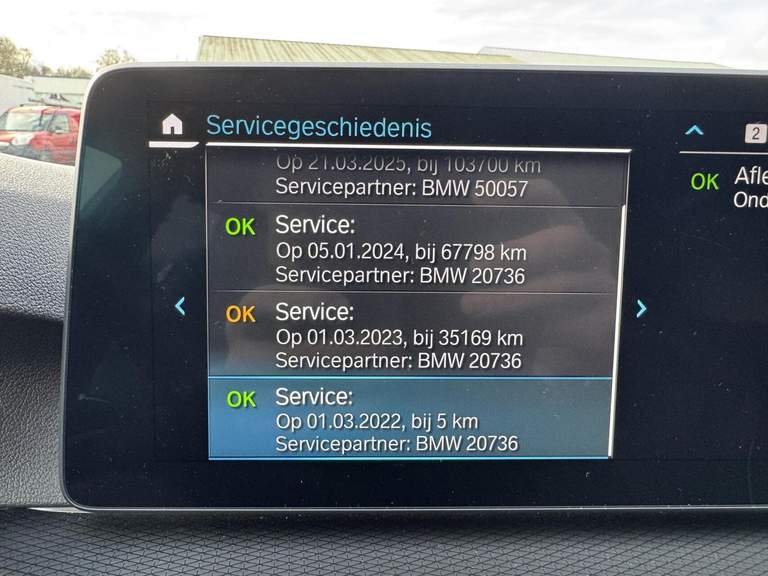 Servicegeschiedenis
Op 21.03.2025, bij 103700 km
Servicepartner: BMW 50057
OK Service:
Op 05.01.2024, bij 67798 km
Servicepartner: BMW 20736
OK Service:
Op 01.03.2023, bij 35169 km
Servicepartner: BMW 20736
OK Service:
Op 01.03.2022, bij 5 km
Servicepartner: BMW 20736
2
OK Afle
Ond